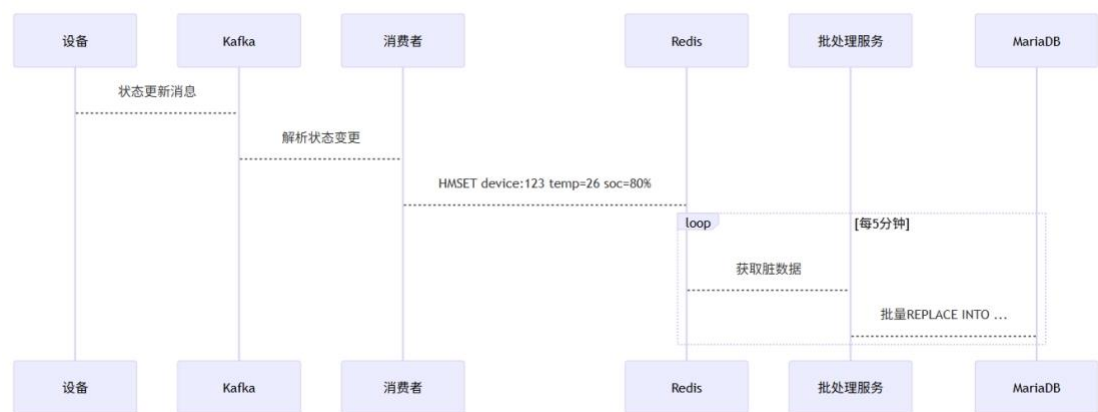 设备
Kafka
消费者
Redis
批处理服务
MariaDB
状态更新消息
解析状态变更
HMSET device:123 temp=26 soc=80%
loop
[每5分钟]
获取脏数据
批量REPLACE INTO ...
设备
Kafka
消费者
Redis
批处理服务
MariaDB